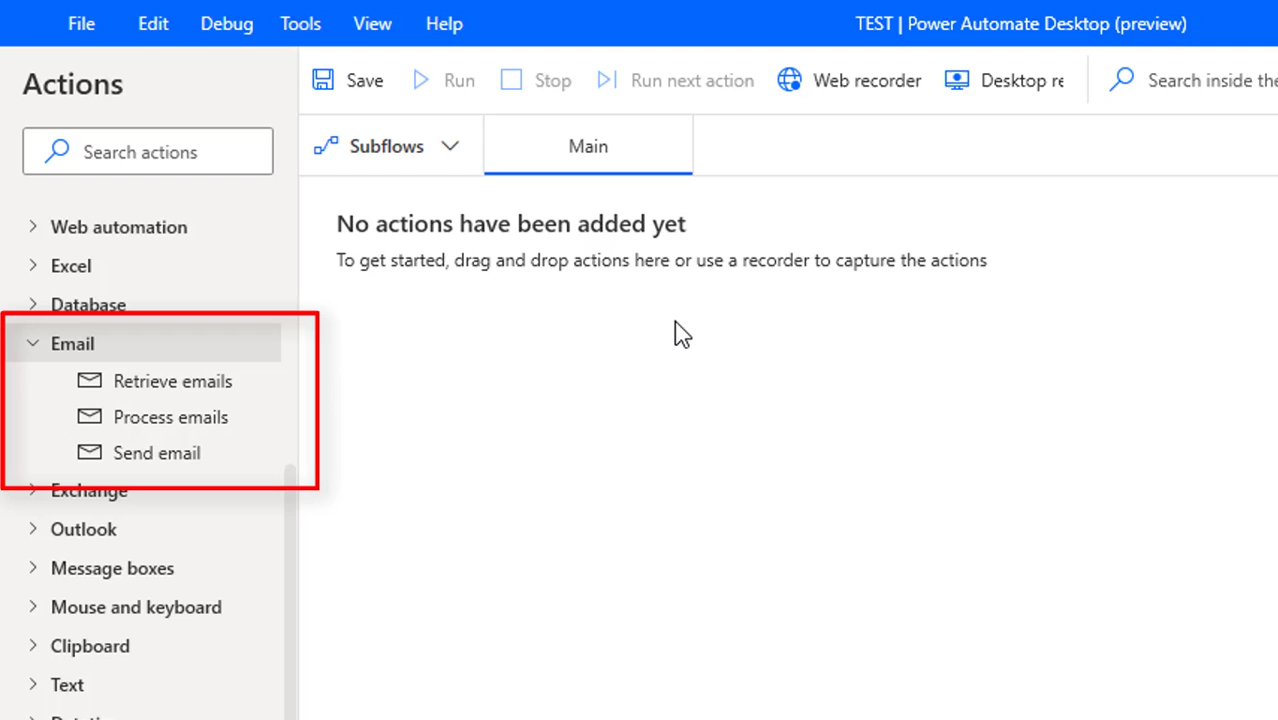 File Edit Debug Tools View Help TEST | Power Automate Desktop (preview)
Actions
Search actions
Web automation
Excel
Database
Email
Retrieve emails
Process emails
Send email
Exchange
Outlook
Message boxes
Mouse and keyboard
Clipboard
Text
Save Run Stop Run next action Web recorder Desktop re Search inside the
Subflows Main
No actions have been added yet
To get started, drag and drop actions here or use a recorder to capture the actions